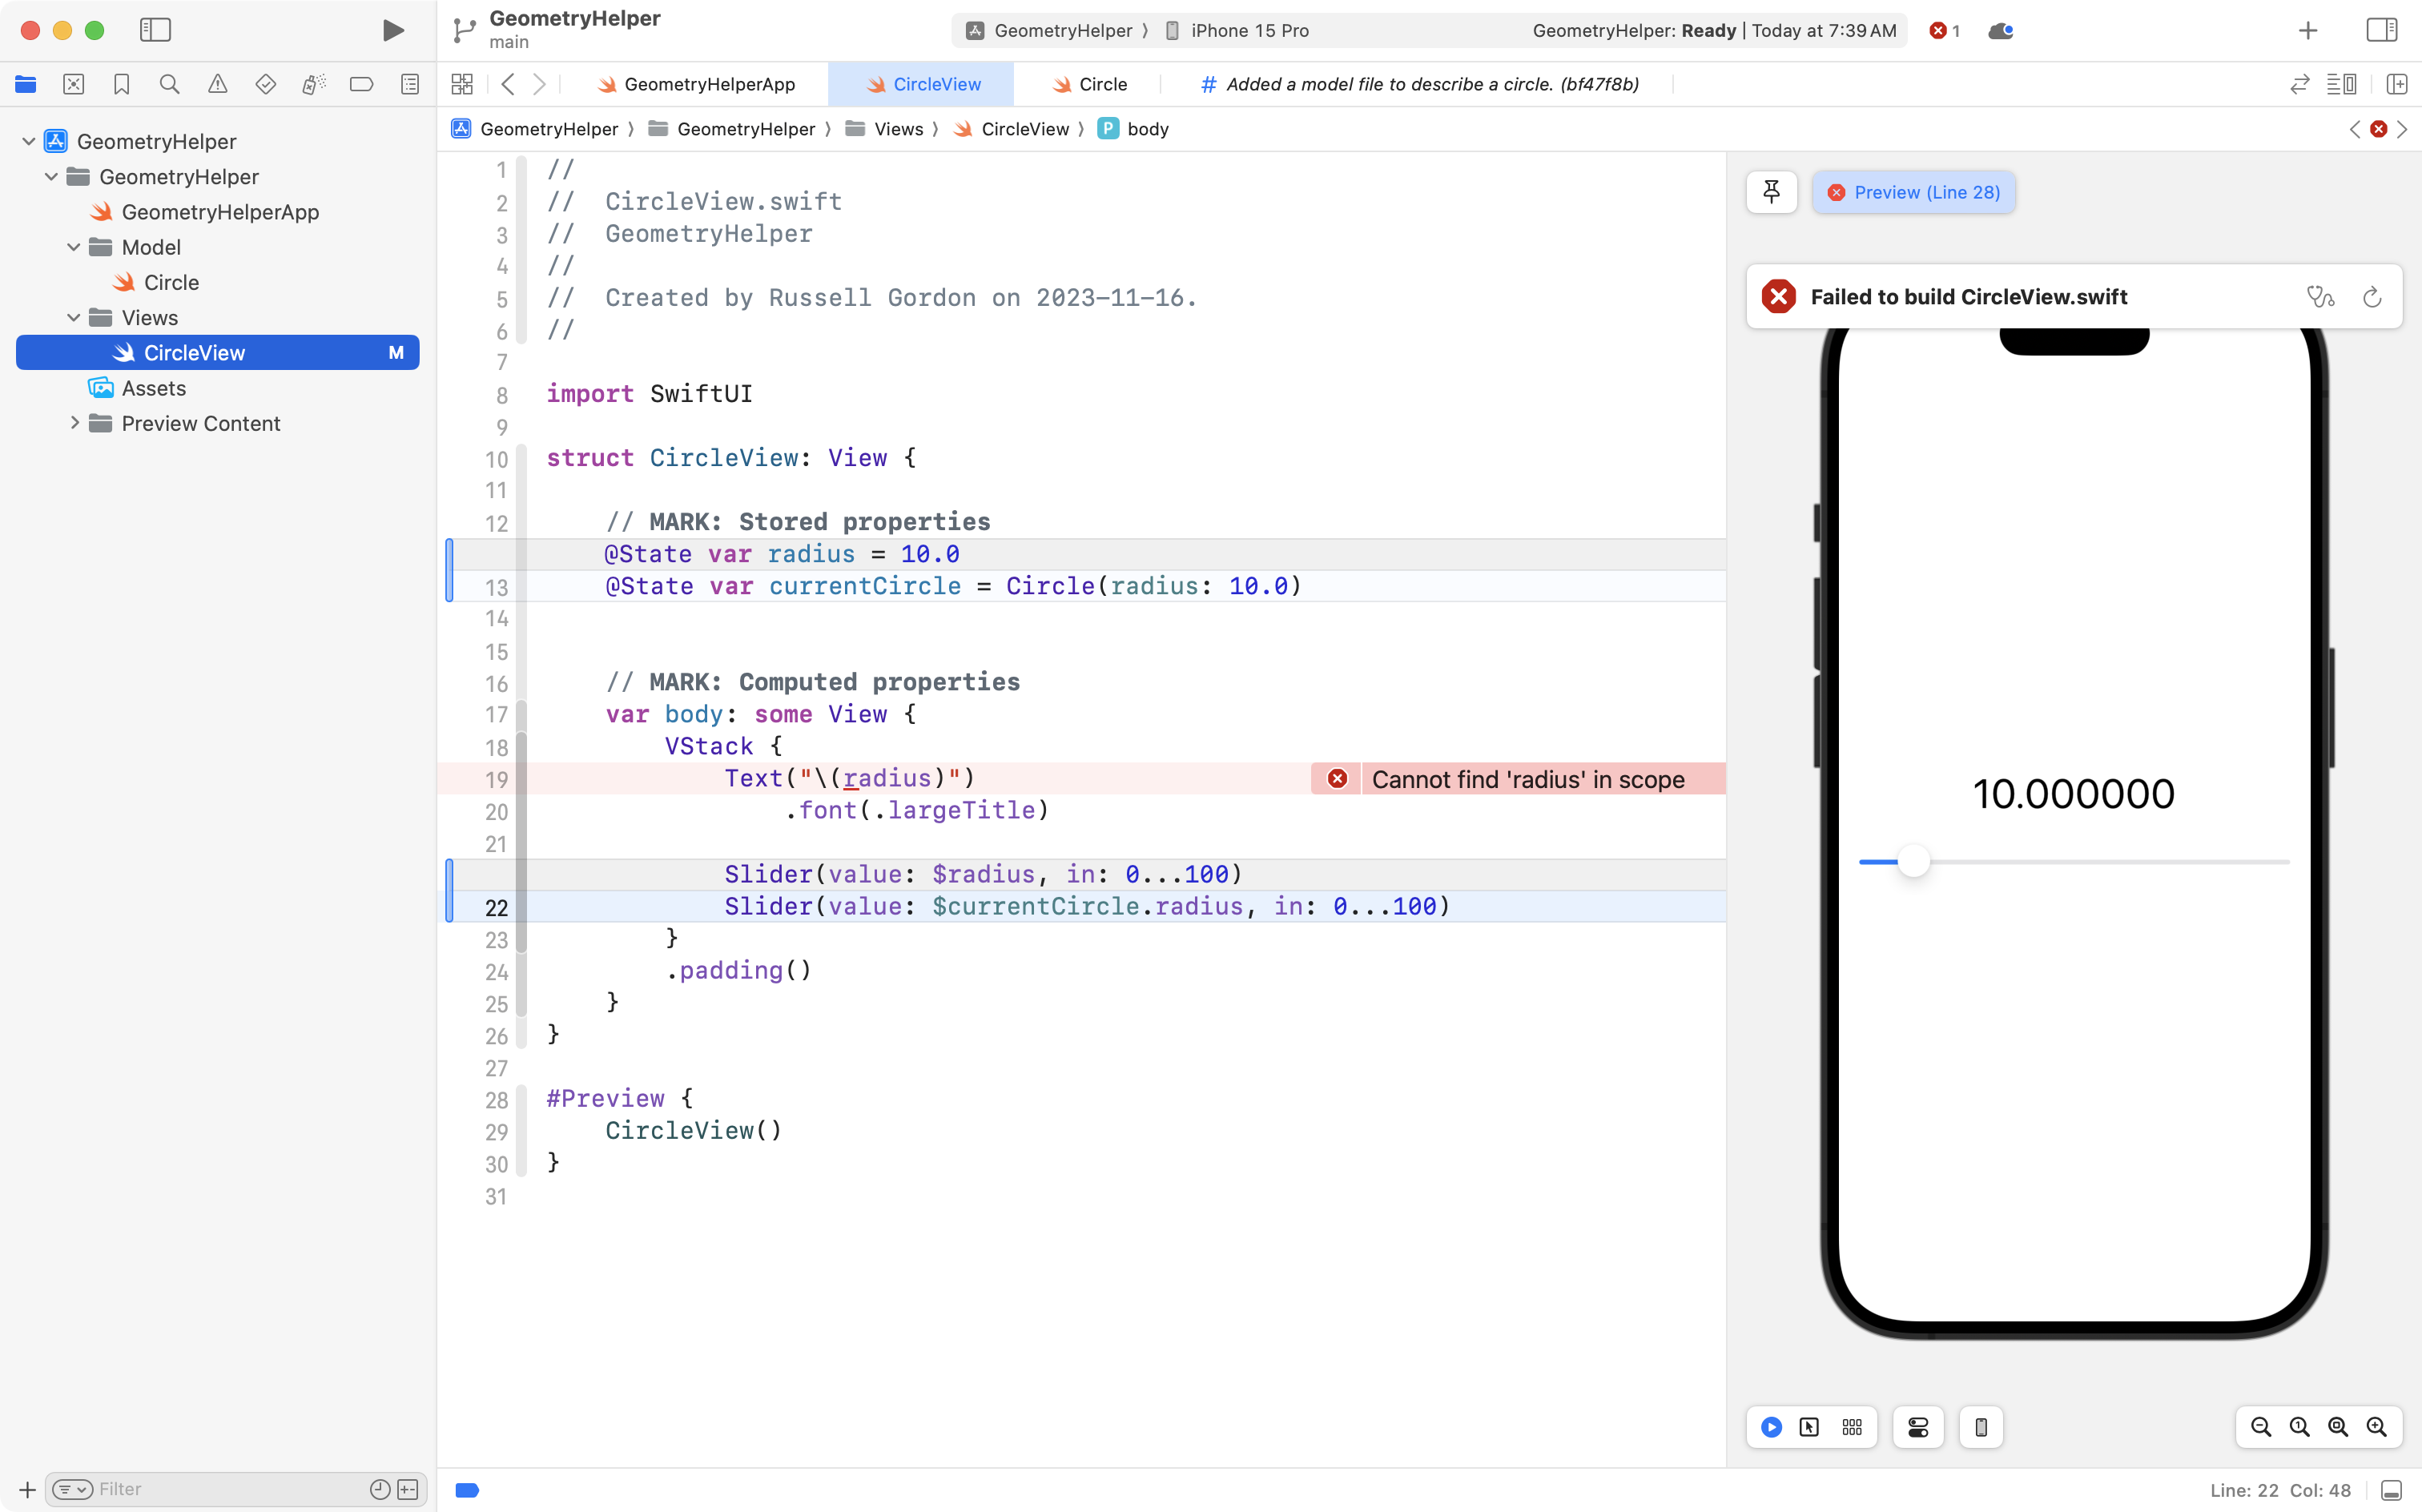 GeometryHelper
main
GeometryHelper ⟩ iPhone 15 Pro
GeometryHelper: Ready | Today at 7:39 AM
1
GeometryHelperApp
CircleView
Circle
# Added a model file to describe a circle. (bf47f8b)
GeometryHelper ⟩ GeometryHelper ⟩ Views ⟩ CircleView ⟩ P body
GeometryHelper
GeometryHelper
GeometryHelperApp
Model
Circle
Views
CircleView M
Assets
Preview Content
Filter
1 //
2 //  CircleView.swift
3 //  GeometryHelper
4 //
5 //  Created by Russell Gordon on 2023-11-16.
6 //
7
8 import SwiftUI
9
10 struct CircleView: View {
11
12     // MARK: Stored properties
    @State var radius = 10.0
13     @State var currentCircle = Circle(radius: 10.0)
14
15
16     // MARK: Computed properties
17     var body: some View {
18         VStack {
19             Text("\(radius)") Cannot find 'radius' in scope
20                 .font(.largeTitle)
21
            Slider(value: $radius, in: 0...100)
22             Slider(value: $currentCircle.radius, in: 0...100)
23         }
24         .padding()
25     }
26 }
27
28 #Preview {
29     CircleView()
30 }
31
Preview (Line 28)
Failed to build CircleView.swift
10.000000
Line: 22 Col: 48